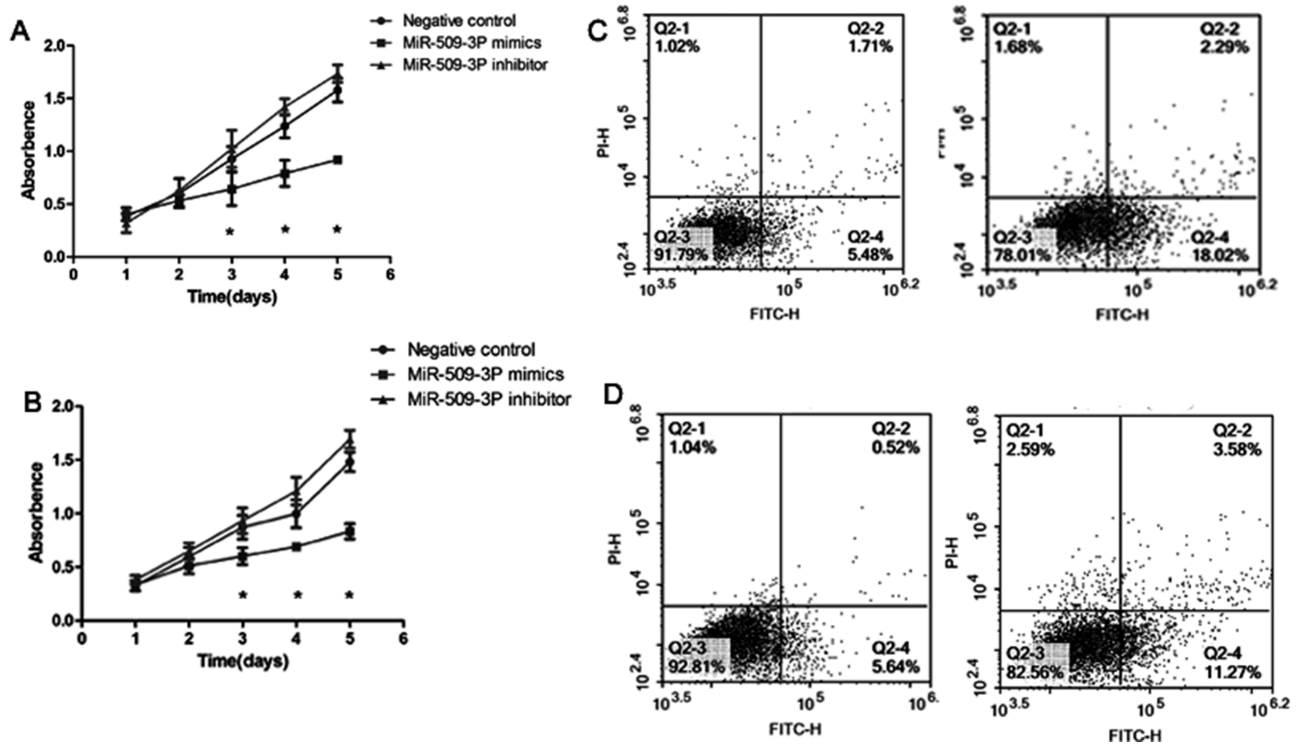 A
Negative control
MiR-509-3P mimics
MiR-509-3P inhibitor
2.0
1.5
1.0
0.5
0.0
Absorbence
* * *
0 1 2 3 4 5 6
Time(days)
B
Negative control
MiR-509-3P mimics
MiR-509-3P inhibitor
2.0
1.5
1.0
0.5
0.0
Absorbence
* * *
0 1 2 3 4 5 6
Time(days)
C
10 6.8
Q2-1
1.02%
Q2-2
1.71%
10 5
PI-H
10 4
10 2.4
Q2-3
91.79%
Q2-4
5.48%
10 3.5 10 5 10 6.2
FITC-H
10 6.8
Q2-1
1.68%
Q2-2
2.29%
10 5
10 4
10 2.4
Q2-3
78.01%
Q2-4
18.02%
10 3.5 10 5 10 6.2
FITC-H
D
10 6.8
Q2-1
1.04%
Q2-2
0.52%
10 5
PI-H
10 4
10 2.4
Q2-3
92.81%
Q2-4
5.64%
10 3.5 10 5 10 6.
FITC-H
10 6.8
Q2-1
2.59%
Q2-2
3.58%
10 5
PI-H
10 4
10 2.4
Q2-3
82.56%
Q2-4
11.27%
10 3.5 10 5 10 6.2
FITC-H